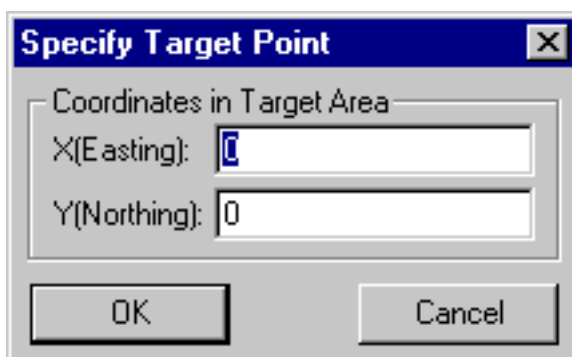 Specify Target Point
Coordinates in Target Area
X(Easting): 0
Y(Northing): 0
OK Cancel